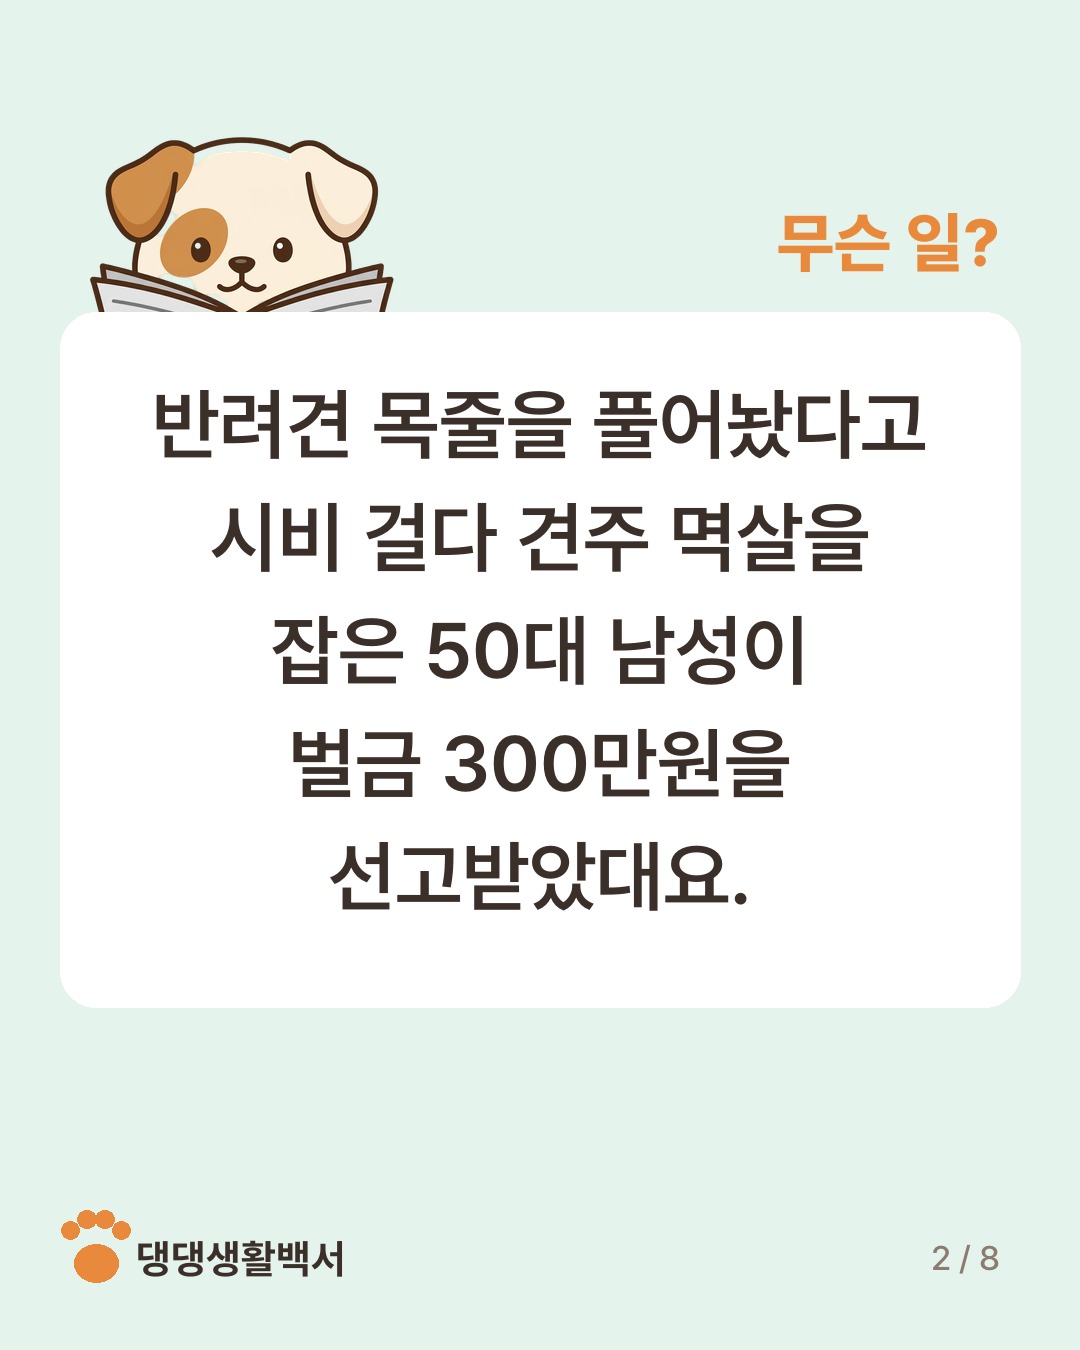 무슨 일?
반려견 목줄을 풀어놨다고
시비 걸다 견주 멱살을
잡은 50대 남성이
벌금 300만원을
선고받았대요.
댕댕생활백서
2 / 8